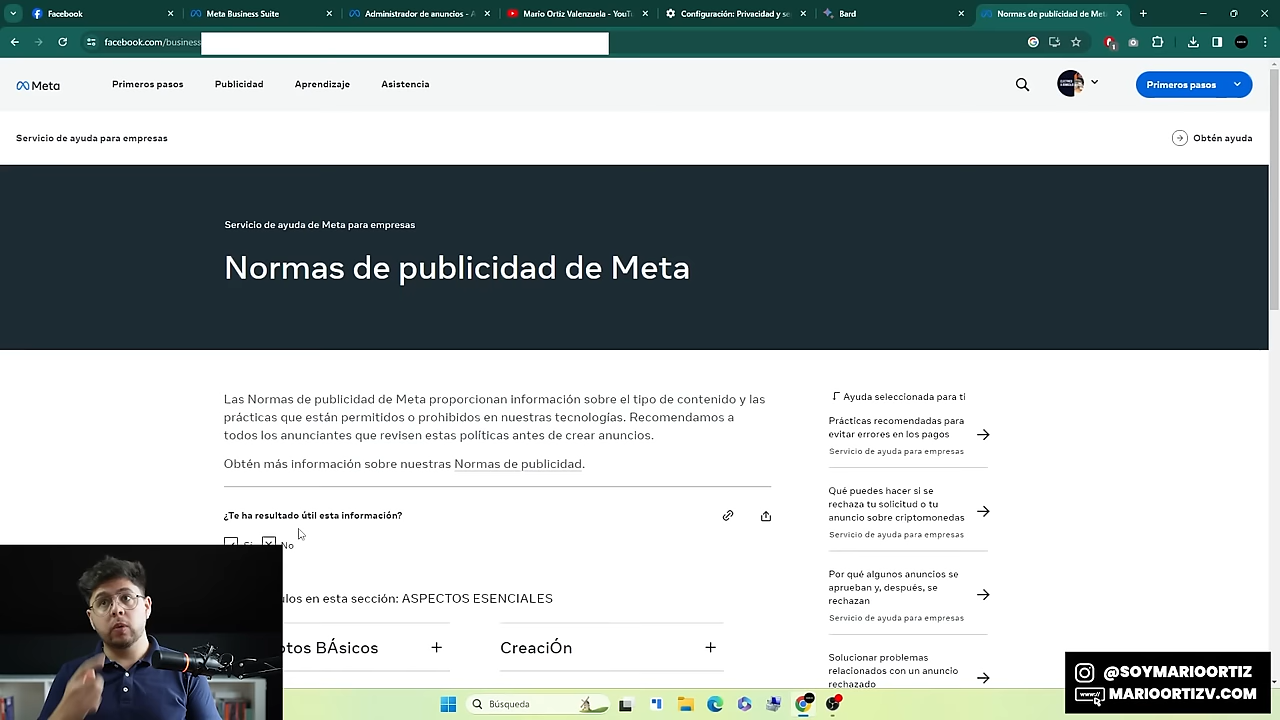 Facebook
Meta Business Suite
Administrador de anuncios - A
Mario Ortiz Valenzuela - YouT
Configuración: Privacidad y se
Bard
Normas de publicidad de Met
facebook.com/business
Meta
Primeros pasos
Publicidad
Aprendizaje
Asistencia
Primeros pasos
Servicio de ayuda para empresas
Obtén ayuda
Servicio de ayuda de Meta para empresas
Normas de publicidad de Meta
Las Normas de publicidad de Meta proporcionan información sobre el tipo de contenido y las
prácticas que están permitidos o prohibidos en nuestras tecnologías. Recomendamos a
todos los anunciantes que revisen estas políticas antes de crear anuncios.
Obtén más información sobre nuestras Normas de publicidad.
¿Te ha resultado útil esta información?
No
ulos en esta sección: ASPECTOS ESENCIALES
ptos BÁsicos
+
CreaciÓn
+
Ayuda seleccionada para ti
Prácticas recomendadas para
evitar errores en los pagos
Servicio de ayuda para empresas
Qué puedes hacer si se
rechaza tu solicitud o tu
anuncio sobre criptomonedas
Servicio de ayuda para empresas
Por qué algunos anuncios se
aprueban y, después, se
rechazan
Servicio de ayuda para empresas
Solucionar problemas
relacionados con un anuncio
rechazado
@SOYMARIOORTIZ
www://
MARIOORTIZV.COM
Búsqueda